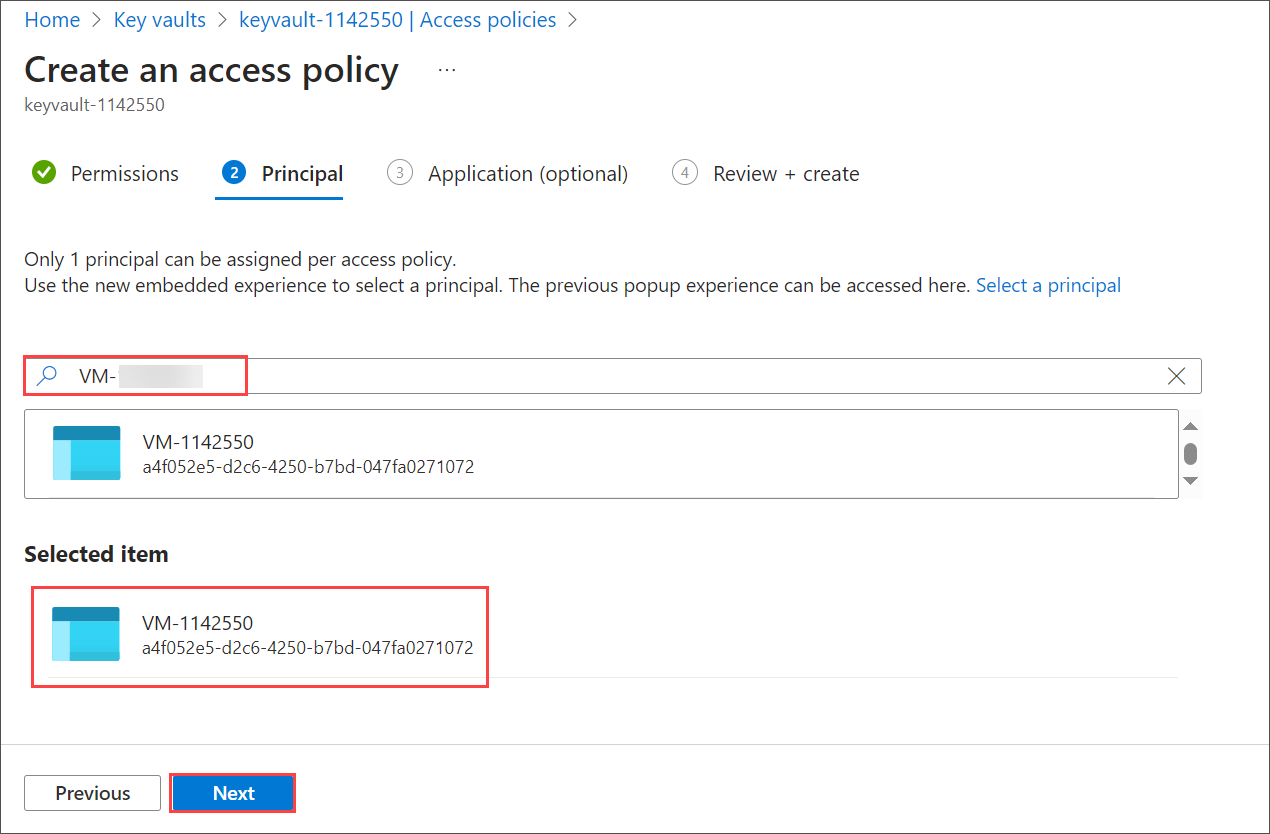 Home > Key vaults > keyvault-1142550 | Access policies >
Create an access policy ...
keyvault-1142550
Permissions 2 Principal 3 Application (optional) 4 Review + create
Only 1 principal can be assigned per access policy.
Use the new embedded experience to select a principal. The previous popup experience can be accessed here. Select a principal
VM-
VM-1142550
a4f052e5-d2c6-4250-b7bd-047fa0271072
Selected item
VM-1142550
a4f052e5-d2c6-4250-b7bd-047fa0271072
Previous Next